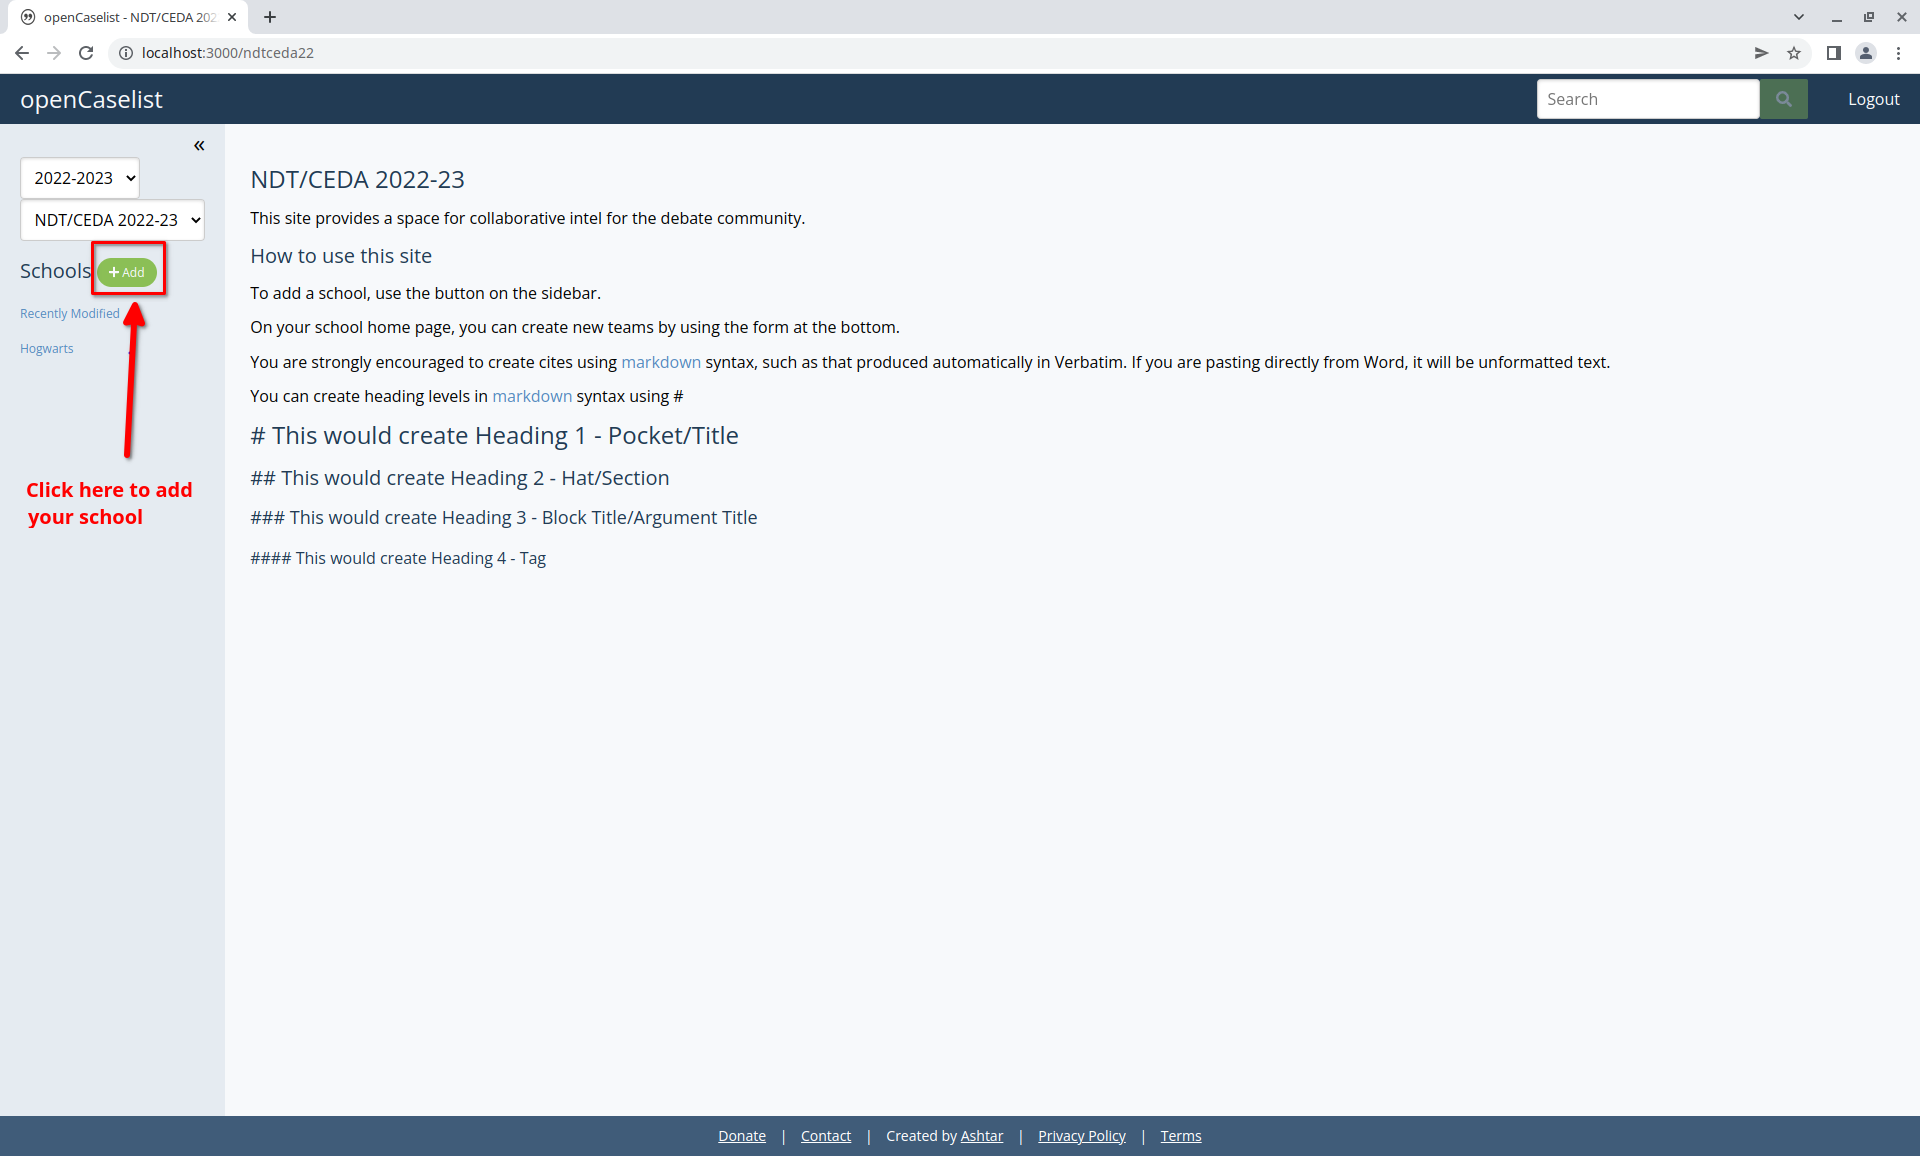 openCaselist - NDT/CEDA 202
localhost:3000/ndtceda22
openCaselist
Search
Logout
«
2022-2023
NDT/CEDA 2022-23
Schools + Add
Recently Modified
Hogwarts
Click here to add
your school
NDT/CEDA 2022-23
This site provides a space for collaborative intel for the debate community.
How to use this site
To add a school, use the button on the sidebar.
On your school home page, you can create new teams by using the form at the bottom.
You are strongly encouraged to create cites using markdown syntax, such as that produced automatically in Verbatim. If you are pasting directly from Word, it will be unformatted text.
You can create heading levels in markdown syntax using #
# This would create Heading 1 - Pocket/Title
## This would create Heading 2 - Hat/Section
### This would create Heading 3 - Block Title/Argument Title
#### This would create Heading 4 - Tag
Donate | Contact | Created by Ashtar | Privacy Policy | Terms